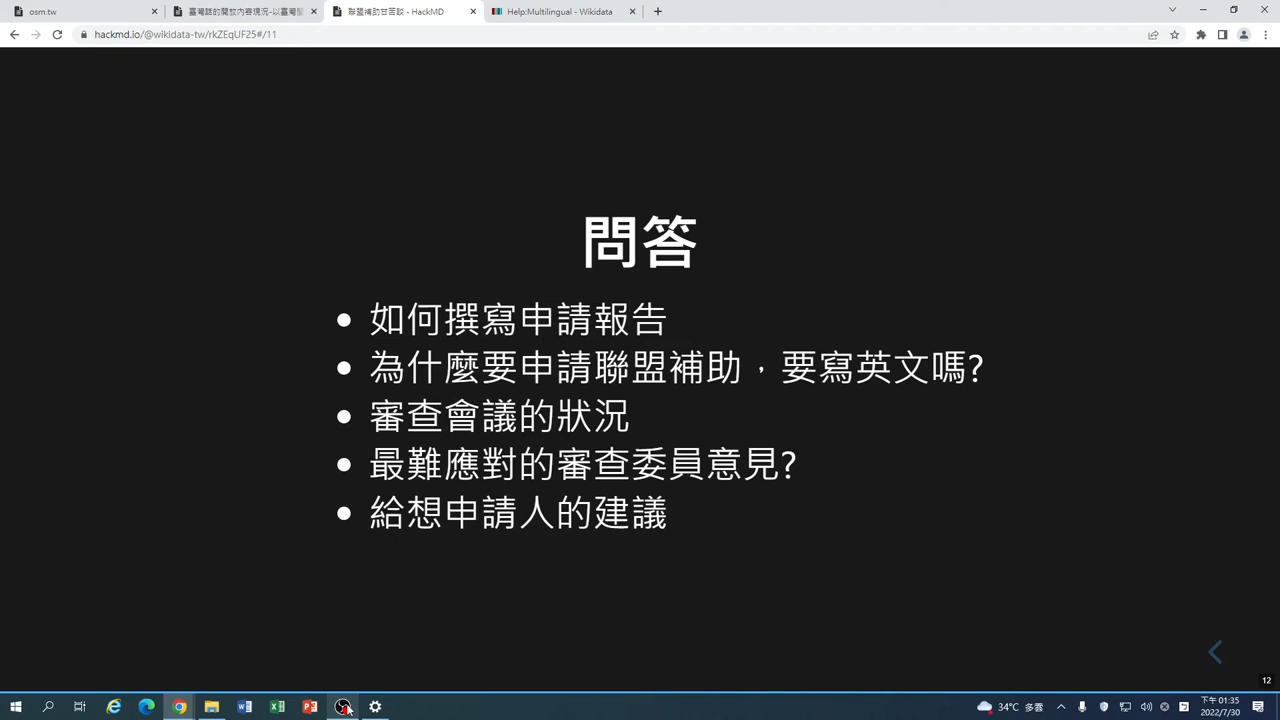 osm.tw
臺灣話的開放內容現況-以臺灣閩
聯盟補助甘苦談 - HackMD
Help:Multilingual - Wikidata
hackmd.io/@wikidata-tw/rkZEqUF25#/11
問答
如何撰寫申請報告
為什麼要申請聯盟補助，要寫英文嗎?
審查會議的狀況
最難應對的審查委員意見?
給想申請人的建議
12
34°C 多雲
下午 01:35
2022/7/30